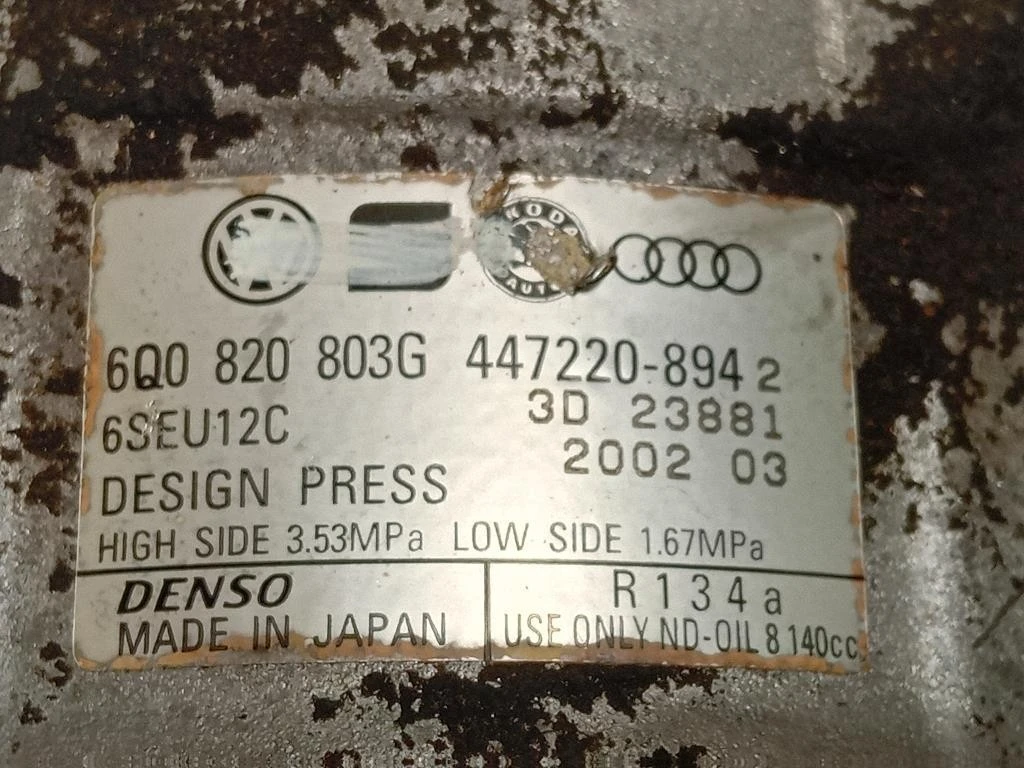 6Q0 820 803G 447220-8942
6SEU12C 3D 23881
2002 03
DESIGN PRESS
HIGH SIDE 3.53MPa LOW SIDE 1.67MPa
DENSO
MADE IN JAPAN
R134a
USE ONLY ND-OIL 8 140cc